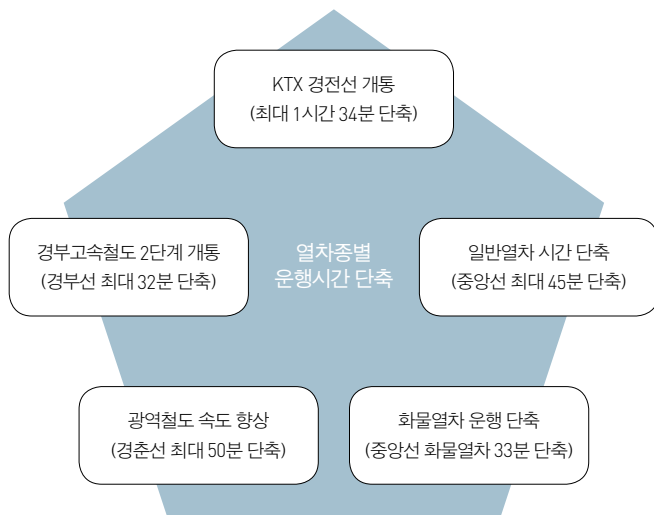 KTX 경전선 개통
(최대 1시간 34분 단축)
경부고속철도 2단계 개통
(경부선 최대 32분 단축)
열차종별
운행시간 단축
일반열차 시간 단축
(중앙선 최대 45분 단축)
광역철도 속도 향상
(경춘선 최대 50분 단축)
화물열차 운행 단축
(중앙선 화물열차 33분 단축)